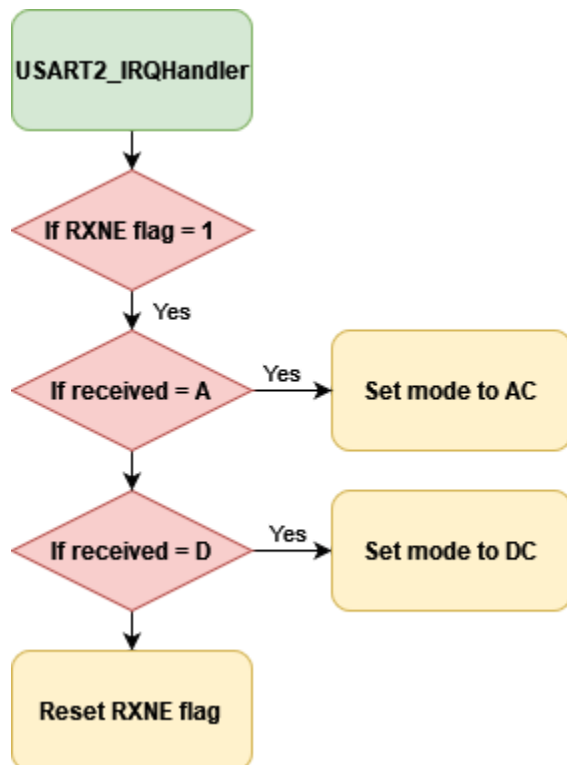 USART2_IRQHandler
If RXNE flag = 1
Yes
If received = A
Yes
Set mode to AC
If received = D
Yes
Set mode to DC
Reset RXNE flag